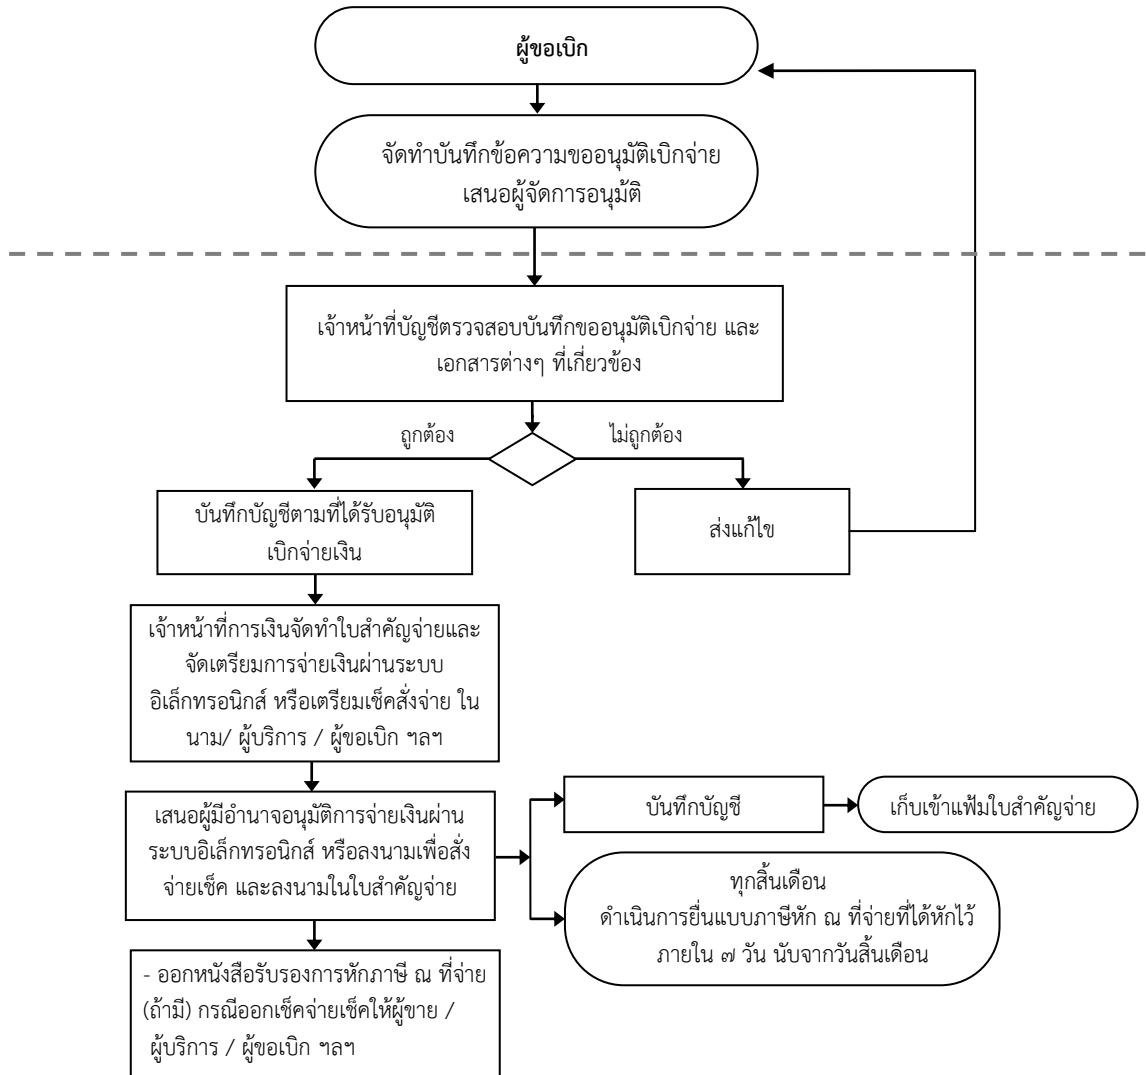 ผู้ขอเบิก
จัดทำบันทึกข้อความขออนุมัติเบิกจ่าย
เสนอผู้จัดการอนุมัติ
เจ้าหน้าที่บัญชีตรวจสอบบันทึกขออนุมัติเบิกจ่าย และ
เอกสารต่างๆ ที่เกี่ยวข้อง
ถูกต้อง
ไม่ถูกต้อง
บันทึกบัญชีตามที่ได้รับอนุมัติ
เบิกจ่ายเงิน
ส่งแก้ไข
เจ้าหน้าที่การเงินจัดทำใบสำคัญจ่ายและ
จัดเตรียมการจ่ายเงินผ่านระบบ
อิเล็กทรอนิกส์ หรือเตรียมเช็คสั่งจ่าย ใน
นาม/ ผู้บริการ / ผู้ขอเบิก ฯลฯ
เสนอผู้มีอำนาจอนุมัติการจ่ายเงินผ่าน
ระบบอิเล็กทรอนิกส์ หรือลงนามเพื่อสั่ง
จ่ายเช็ค และลงนามในใบสำคัญจ่าย
บันทึกบัญชี
เก็บเข้าแฟ้มใบสำคัญจ่าย
ทุกสิ้นเดือน
ดำเนินการยื่นแบบภาษีหัก ณ ที่จ่ายที่ได้หักไว้
ภายใน ๗ วัน นับจากวันสิ้นเดือน
- ออกหนังสือรับรองการหักภาษี ณ ที่จ่าย
(ถ้ามี) กรณีออกเช็คจ่ายเช็คให้ผู้ขาย /
ผู้บริการ / ผู้ขอเบิก ฯลฯ